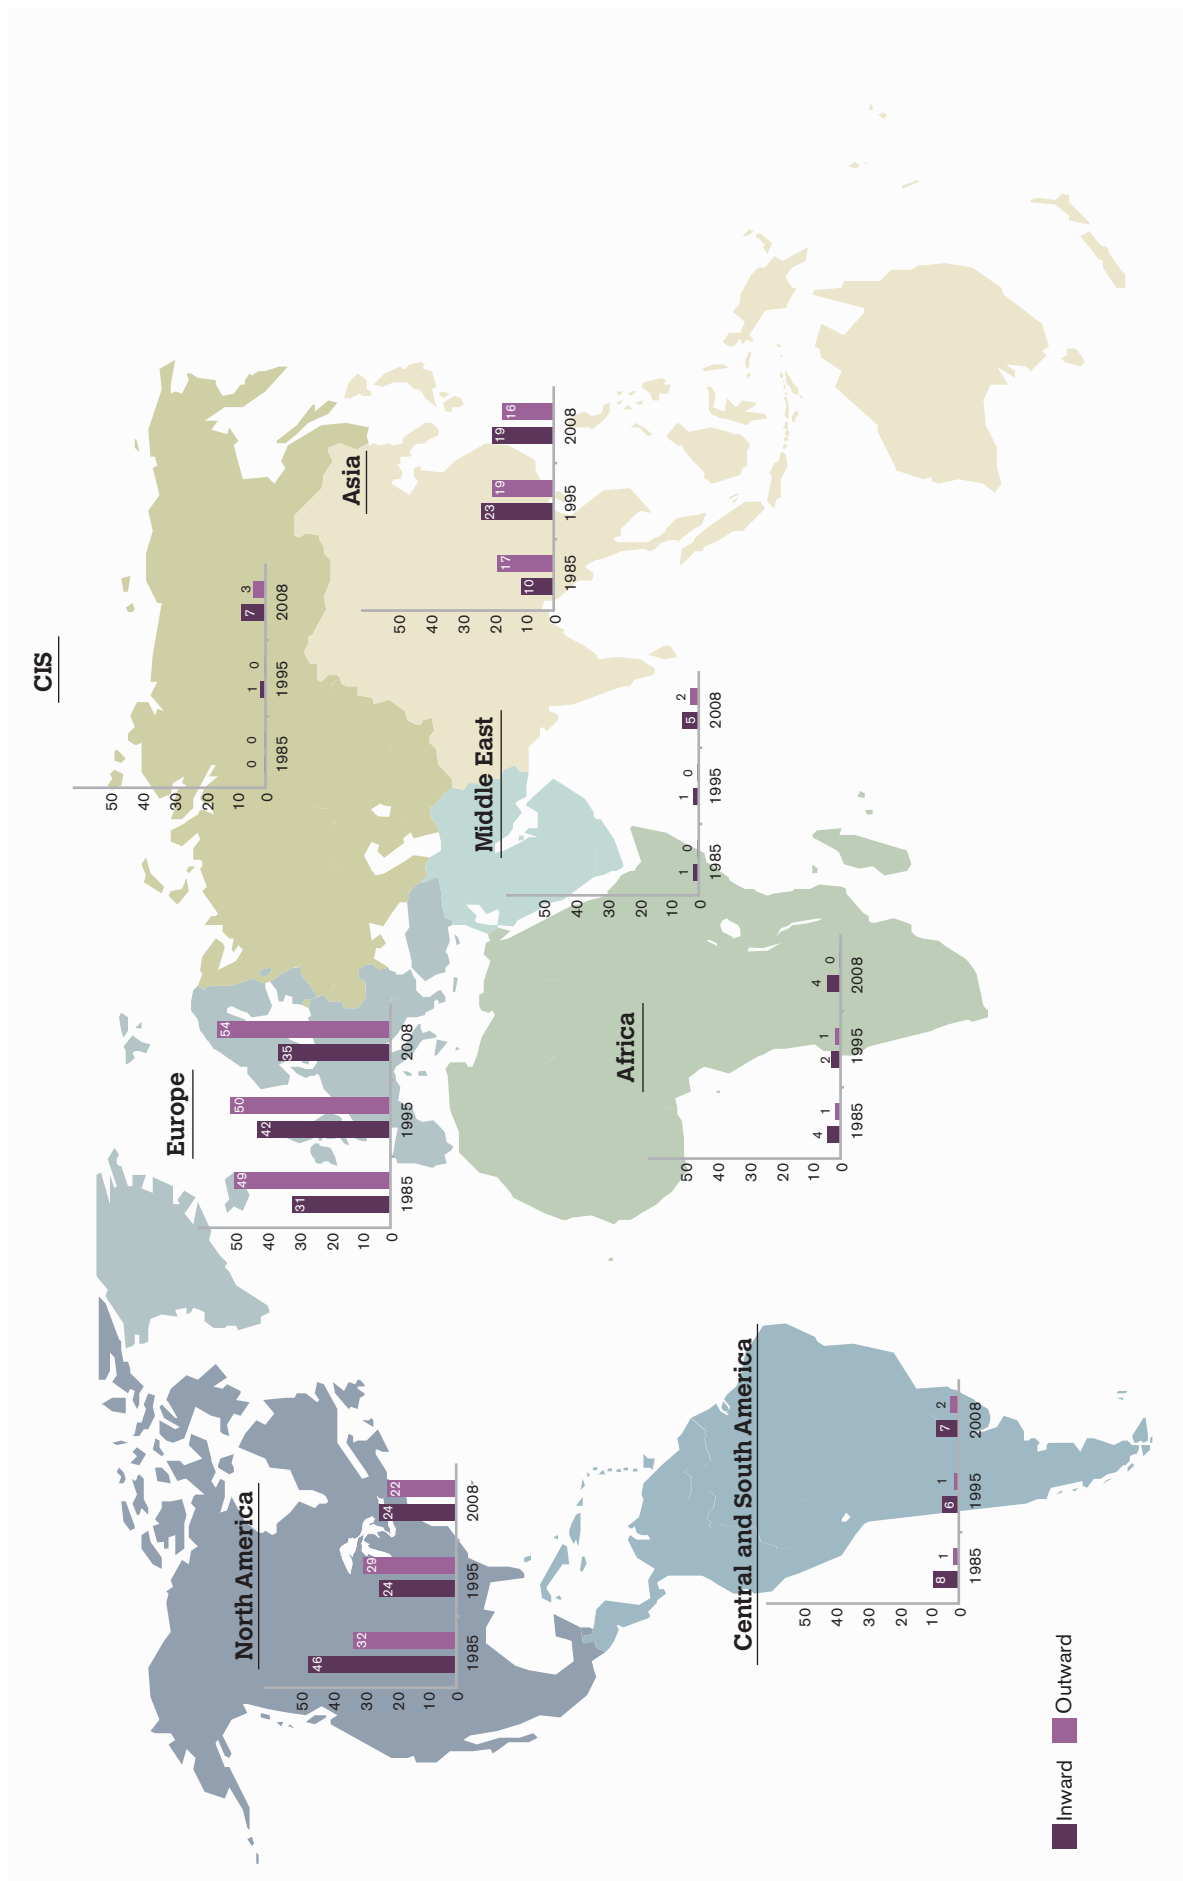 CIS
50
40
30
20
10
0
0 0 1 0 7 3
1985 1995 2008
Europe
50
40
30
20
10
0
31 49 42 50 35 54
1985 1995 2008
North America
50
40
30
20
10
0
46 32 24 29 24 22
1985 1995 2008
Asia
50
40
30
20
10
0
10 17 23 19 19 16
1985 1995 2008
Middle East
50
40
30
20
10
0
1 0 1 0 5 2
1985 1995 2008
Africa
50
40
30
20
10
0
4 1 2 1 4 0
1985 1995 2008
Central and South America
50
40
30
20
10
0
8 1 6 1 7 2
1985 1995 2008
Inward Outward